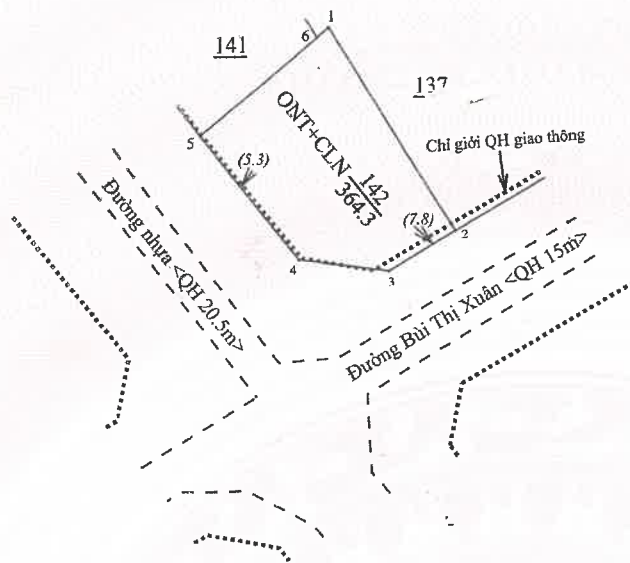 1
6
141
137
ONT+CLN 142
364.3
Chỉ giới QH giao thông
5
(5.3)
(7.8)
2
4
3
Đường nhựa <QH 20.5m>
Đường Bùi Thị Xuân <QH 15m>